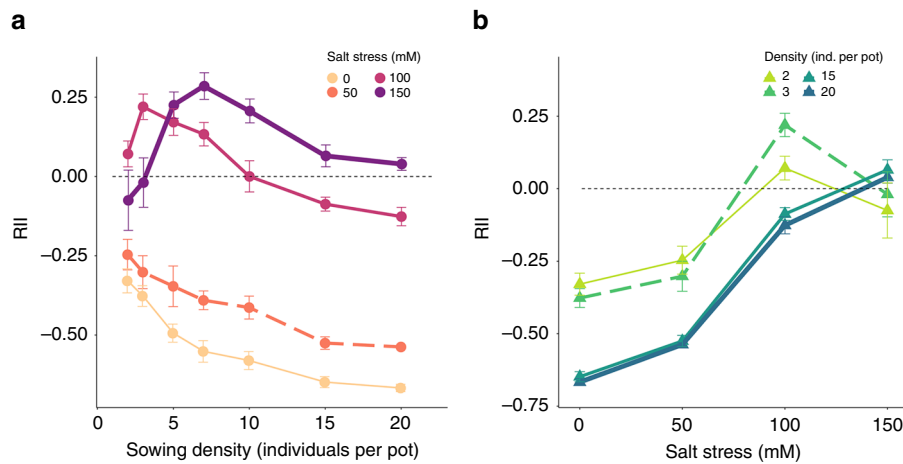 a
Salt stress (mM)
0 100
50 150
0.25
0.00
−0.25
−0.50
RII
0 5 10 15 20
Sowing density (individuals per pot)
b
Density (ind. per pot)
2 15
3 20
0.25
0.00
−0.25
−0.50
−0.75
RII
0 50 100 150
Salt stress (mM)